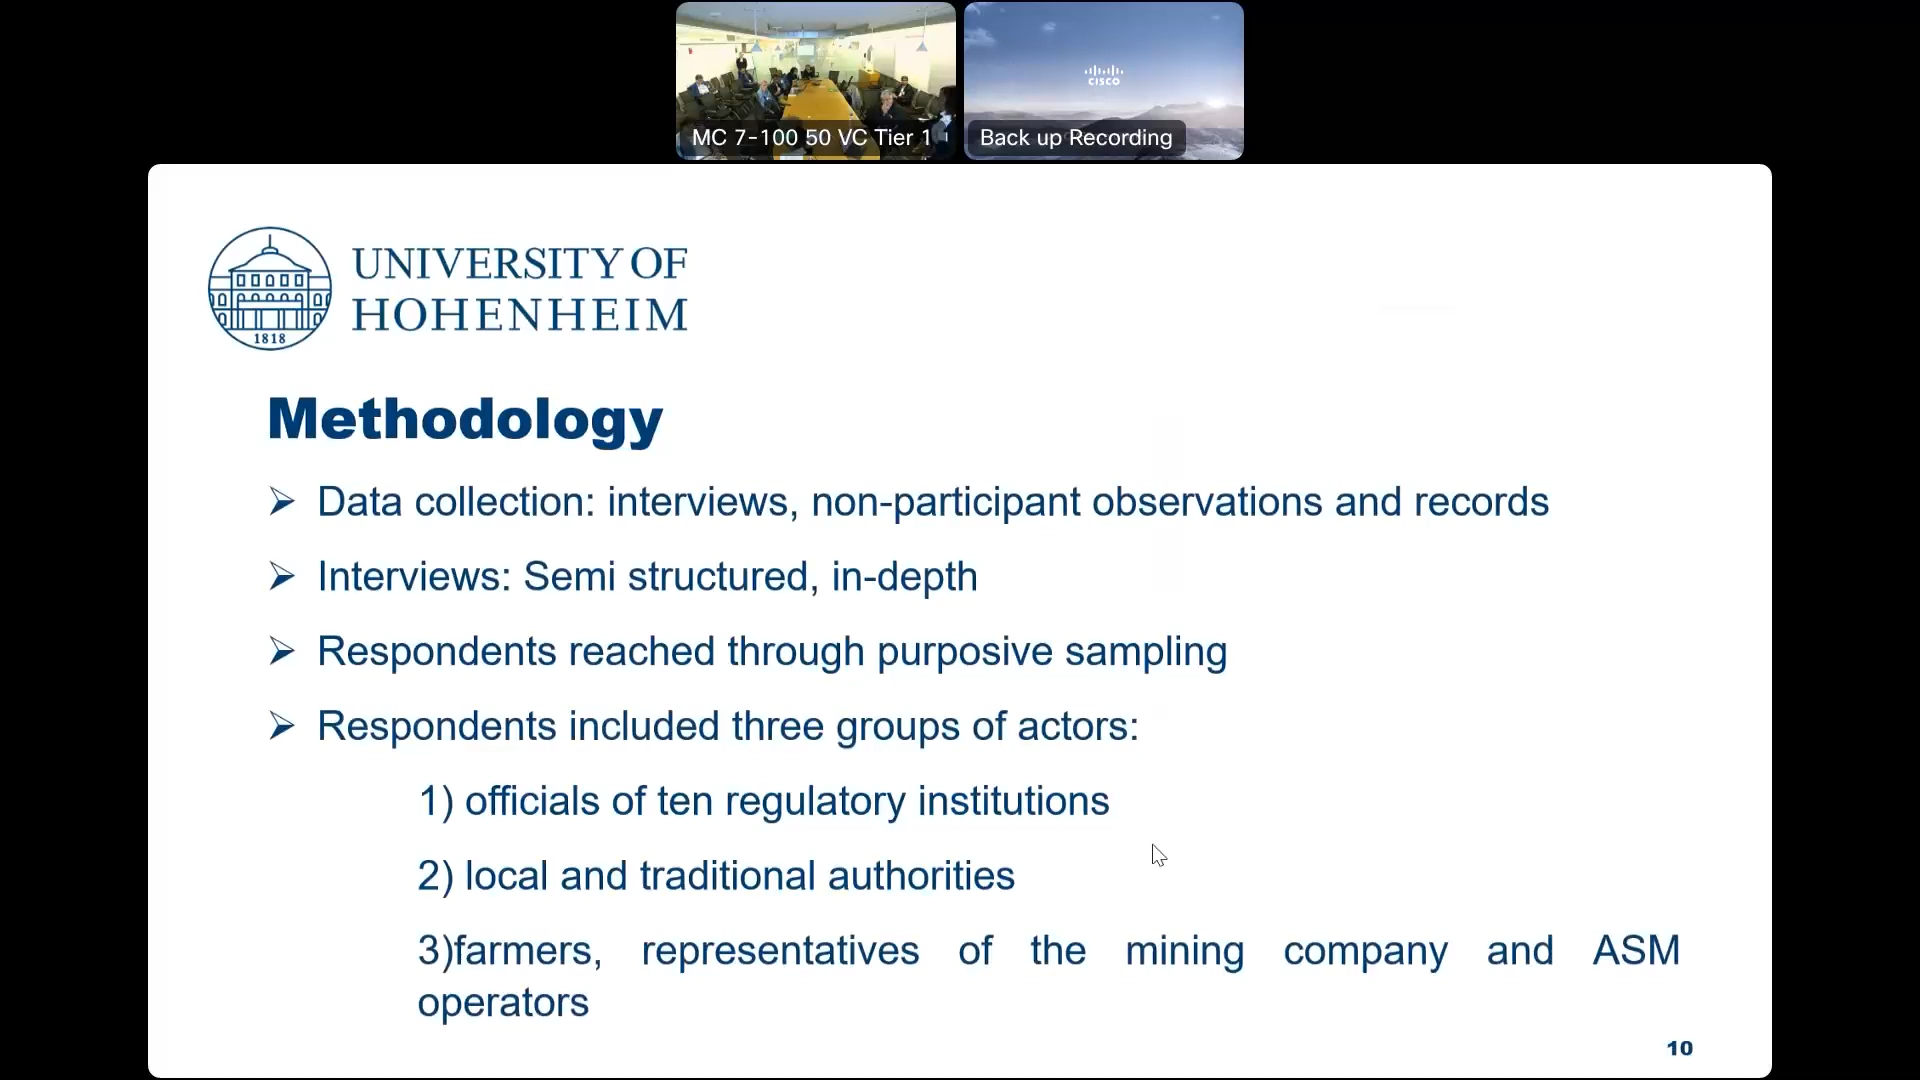 CISCO
MC 7-100 50 VC Tier 1
Back up Recording
1818
UNIVERSITY OF
HOHENHEIM
Methodology
➢ Data collection: interviews, non-participant observations and records
➢ Interviews: Semi structured, in-depth
➢ Respondents reached through purposive sampling
➢ Respondents included three groups of actors:
1) officials of ten regulatory institutions
2) local and traditional authorities
3)farmers, representatives of the mining company and ASM
operators
10